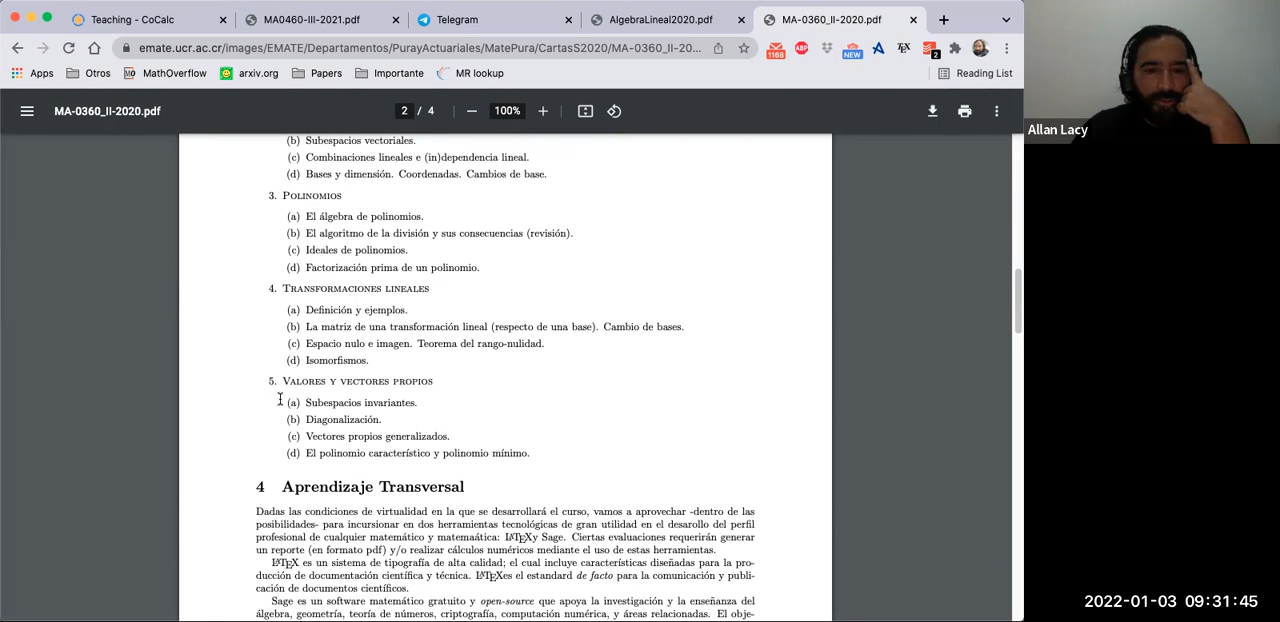 Teaching - CoCalc
MA0460-III-2021.pdf
Telegram
AlgebraLineal2020.pdf
MA-0360_II-2020.pdf
emate.ucr.ac.cr/images/EMATE/Departamentos/PurayActuariales/MatePura/CartasS2020/MA-0360_II-20...
1168
ABP
NEW
2
Apps
Otros
MathOverflow
arxiv.org
Papers
Importante
MR lookup
Reading List
MA-0360_II-2020.pdf
2 / 4
100%
Allan Lacy
(b) Subespacios vectoriales.
(c) Combinaciones lineales e (in)dependencia lineal.
(d) Bases y dimensión. Coordenadas. Cambios de base.
3. Polinomios
(a) El álgebra de polinomios.
(b) El algoritmo de la división y sus consecuencias (revisión).
(c) Ideales de polinomios.
(d) Factorización prima de un polinomio.
4. Transformaciones lineales
(a) Definición y ejemplos.
(b) La matriz de una transformación lineal (respecto de una base). Cambio de bases.
(c) Espacio nulo e imagen. Teorema del rango-nulidad.
(d) Isomorfismos.
5. Valores y vectores propios
(a) Subespacios invariantes.
(b) Diagonalización.
(c) Vectores propios generalizados.
(d) El polinomio característico y polinomio mínimo.
4 Aprendizaje Transversal
Dadas las condiciones de virtualidad en la que se desarrollará el curso, vamos a aprovechar -dentro de las
posibilidades- para incursionar en dos herramientas tecnológicas de gran utilidad en el desarollo del perfil
profesional de cualquier matemático y matemaática: LATEXy Sage. Ciertas evaluaciones requerirán generar
un reporte (en formato pdf) y/o realizar cálculos numéricos mediante el uso de estas herramientas.
LATEX es un sistema de tipografía de alta calidad; el cual incluye características diseñadas para la pro-
ducción de documentación científica y técnica. LATEXes el estandard de facto para la comunicación y publi-
cación de documentos científicos.
Sage es un software matemático gratuito y open-source que apoya la investigación y la enseñanza del
álgebra, geometría, teoría de números, criptografía, computación numérica, y áreas relacionadas. El obje-
2022-01-03 09:31:45